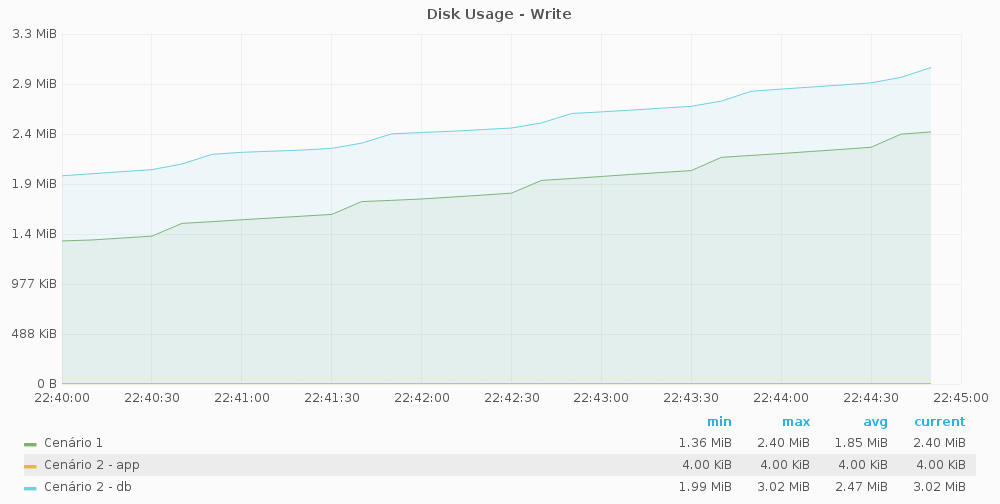 Disk Usage - Write
3.3 MiB
2.9 MiB
2.4 MiB
1.9 MiB
1.4 MiB
977 KiB
488 KiB
0 B
22:40:00 22:40:30 22:41:00 22:41:30 22:42:00 22:42:30 22:43:00 22:43:30 22:44:00 22:44:30 22:45:00
min max avg current
Cenário 1 1.36 MiB 2.40 MiB 1.85 MiB 2.40 MiB
Cenário 2 - app 4.00 KiB 4.00 KiB 4.00 KiB 4.00 KiB
Cenário 2 - db 1.99 MiB 3.02 MiB 2.47 MiB 3.02 MiB